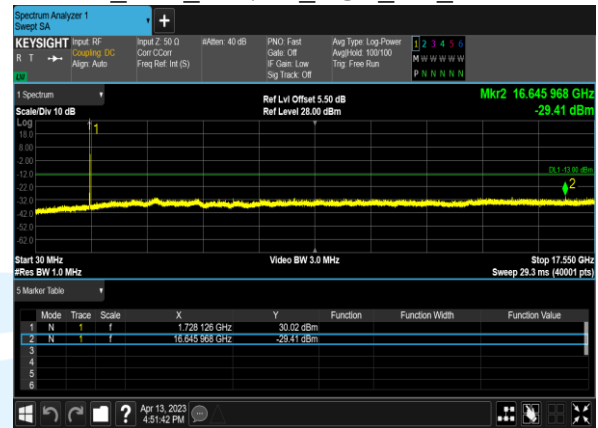 Spectrum Analyzer 1
Swept SA
+
KEYSIGHT Input: RF Input Z: 50 Ω #Atten: 40 dB PNO: Fast Avg Type: Log-Power 1 2 3 4 5 6
R T Coupling: DC Corr CCorr Gate: Off Avg|Hold: 100/100 M W W W W W
Align: Auto Freq Ref: Int (S) IF Gain: Low Trig: Free Run P N N N N N
LV Sig Track: Off
1 Spectrum Ref Lvl Offset 5.50 dB Mkr2 16.645 968 GHz
Scale/Div 10 dB Ref Level 28.00 dBm -29.41 dBm
Log
1
18.0
8.00
-2.00
-12.0 DL1 -13.00 dBm
-22.0 2
-32.0
-42.0
-52.0
-62.0
Start 30 MHz Video BW 3.0 MHz Stop 17.550 GHz
#Res BW 1.0 MHz Sweep 29.3 ms (40001 pts)
5 Marker Table
Mode Trace Scale X Y Function Function Width Function Value
1 N 1 f 1.728 126 GHz 30.02 dBm
2 N 1 f 16.645 968 GHz -29.41 dBm
3
4
5
6
? Apr 13, 2023
4:51:42 PM